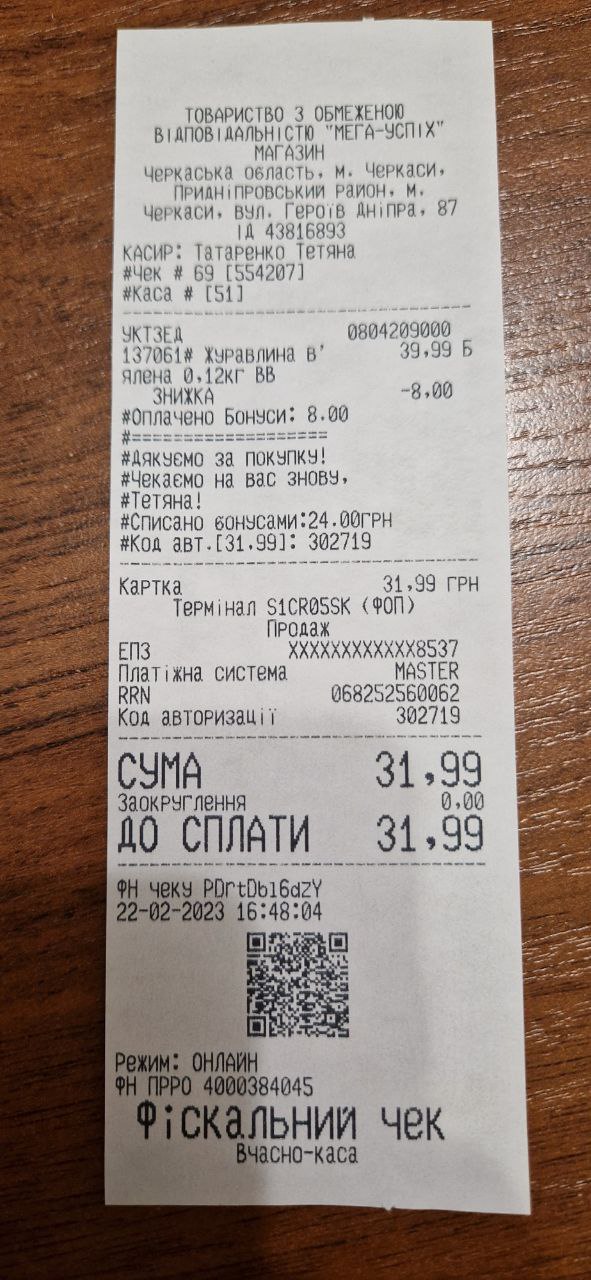 ТОВАРИСТВО З ОБМЕЖЕНОЮ
ВІДПОВІДАЛЬНІСТЮ "МЕГА-УСПІХ"
МАГАЗИН
Черкаська область, м. Черкаси,
Придніпровський район, м.
Черкаси, вул. Героїв Дніпра, 87
ІД 43816893
КАСИР: Татаренко Тетяна
#Чек # 69 [554207]
#Каса # [51]
УКТЗЕД 0804209000
137061# Журавлина в' 39,99 Б
ялена 0,12кг ВВ
ЗНИЖКА -8,00
#Оплачено Бонуси: 8.00
#==================
#Дякуємо за покупку!
#Чекаємо на вас знову,
#Тетяна!
#Списано бонусами:24.00ГРН
#Код авт.[31.99]: 302719
Картка 31,99 ГРН
Термінал S1CR05SK (ФОП)
Продаж
ЕПЗ XXXXXXXXXXXX8537
Платіжна система MASTER
RRN 068252560062
Код авторизації 302719
СУМА 31,99
Заокруглення 0,00
ДО СПЛАТИ 31,99
ФН чеку PDrtDbl6dzY
22-02-2023 16:48:04
Режим: ОНЛАЙН
ФН ПРРО 4000384045
Фіскальний чек
Вчасно-каса